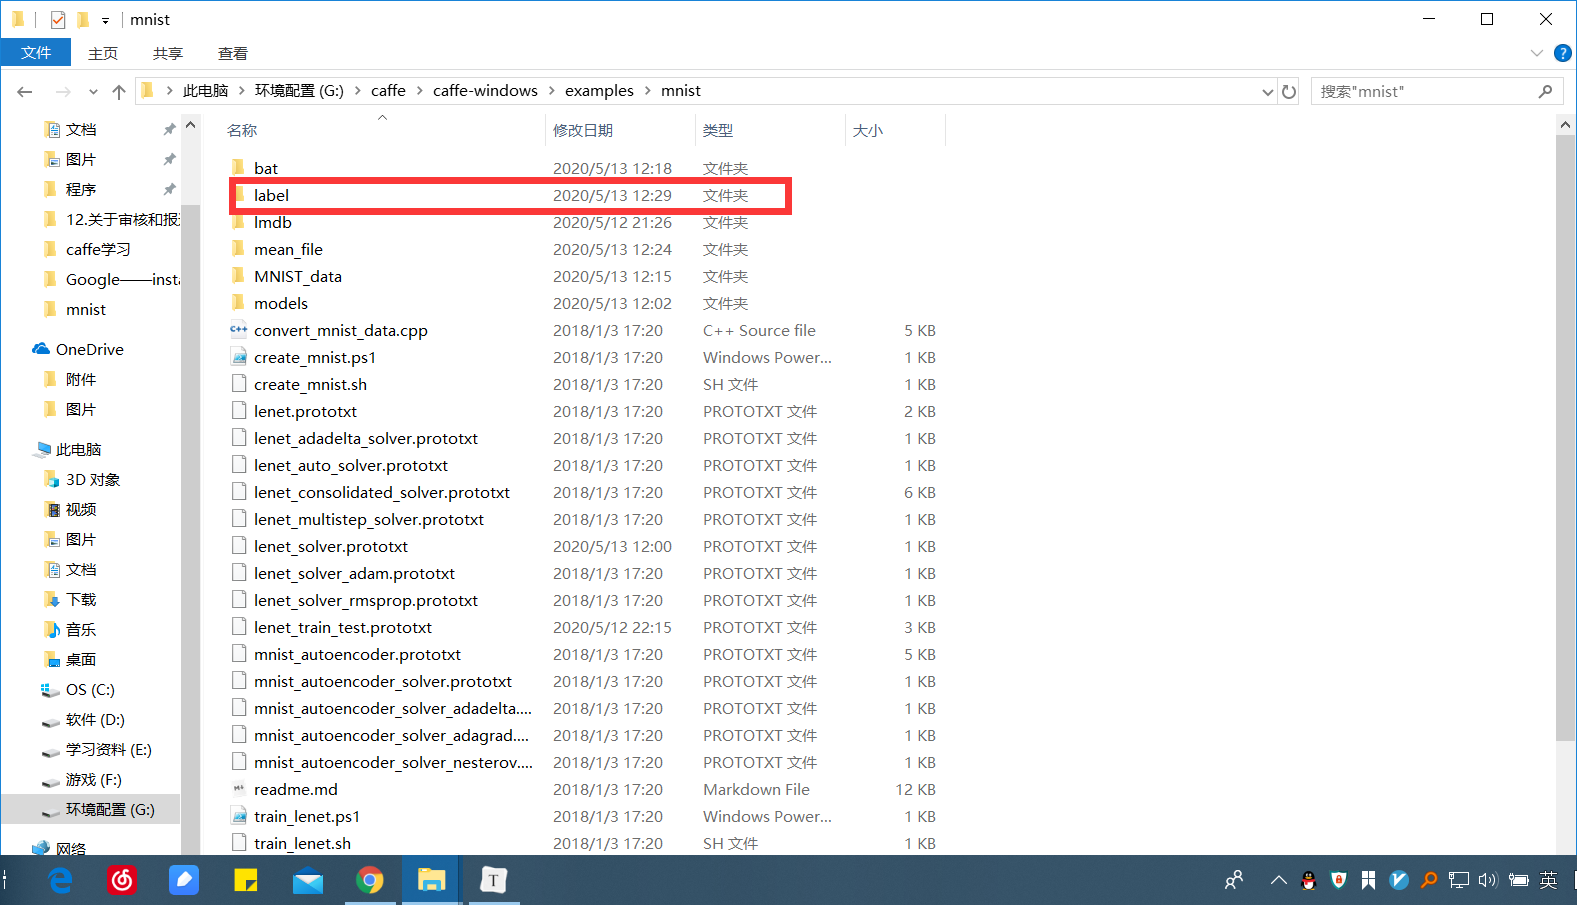 mnist
文件 主页 共享 查看
此电脑 环境配置 (G:) caffe caffe-windows examples mnist
搜索"mnist"
文档
图片
程序
12.关于审核和报
caffe学习
Google——insta
mnist
OneDrive
附件
图片
此电脑
3D 对象
视频
图片
文档
下载
音乐
桌面
OS (C:)
软件 (D:)
学习资料 (E:)
游戏 (F:)
环境配置 (G:)
网络
名称 修改日期 类型 大小
bat 2020/5/13 12:18 文件夹
label 2020/5/13 12:29 文件夹
lmdb 2020/5/12 21:26 文件夹
mean_file 2020/5/13 12:24 文件夹
MNIST_data 2020/5/13 12:15 文件夹
models 2020/5/13 12:02 文件夹
convert_mnist_data.cpp 2018/1/3 17:20 C++ Source file 5 KB
create_mnist.ps1 2018/1/3 17:20 Windows Power... 1 KB
create_mnist.sh 2018/1/3 17:20 SH 文件 1 KB
lenet.prototxt 2018/1/3 17:20 PROTOTXT 文件 2 KB
lenet_adadelta_solver.prototxt 2018/1/3 17:20 PROTOTXT 文件 1 KB
lenet_auto_solver.prototxt 2018/1/3 17:20 PROTOTXT 文件 1 KB
lenet_consolidated_solver.prototxt 2018/1/3 17:20 PROTOTXT 文件 6 KB
lenet_multistep_solver.prototxt 2018/1/3 17:20 PROTOTXT 文件 1 KB
lenet_solver.prototxt 2020/5/13 12:00 PROTOTXT 文件 1 KB
lenet_solver_adam.prototxt 2018/1/3 17:20 PROTOTXT 文件 1 KB
lenet_solver_rmsprop.prototxt 2018/1/3 17:20 PROTOTXT 文件 1 KB
lenet_train_test.prototxt 2020/5/12 22:15 PROTOTXT 文件 3 KB
mnist_autoencoder.prototxt 2018/1/3 17:20 PROTOTXT 文件 5 KB
mnist_autoencoder_solver.prototxt 2018/1/3 17:20 PROTOTXT 文件 1 KB
mnist_autoencoder_solver_adadelta.... 2018/1/3 17:20 PROTOTXT 文件 1 KB
mnist_autoencoder_solver_adagrad.... 2018/1/3 17:20 PROTOTXT 文件 1 KB
mnist_autoencoder_solver_nesterov.... 2018/1/3 17:20 PROTOTXT 文件 1 KB
readme.md 2018/1/3 17:20 Markdown File 12 KB
train_lenet.ps1 2018/1/3 17:20 Windows Power... 1 KB
train_lenet.sh 2018/1/3 17:20 SH 文件 1 KB
T
英